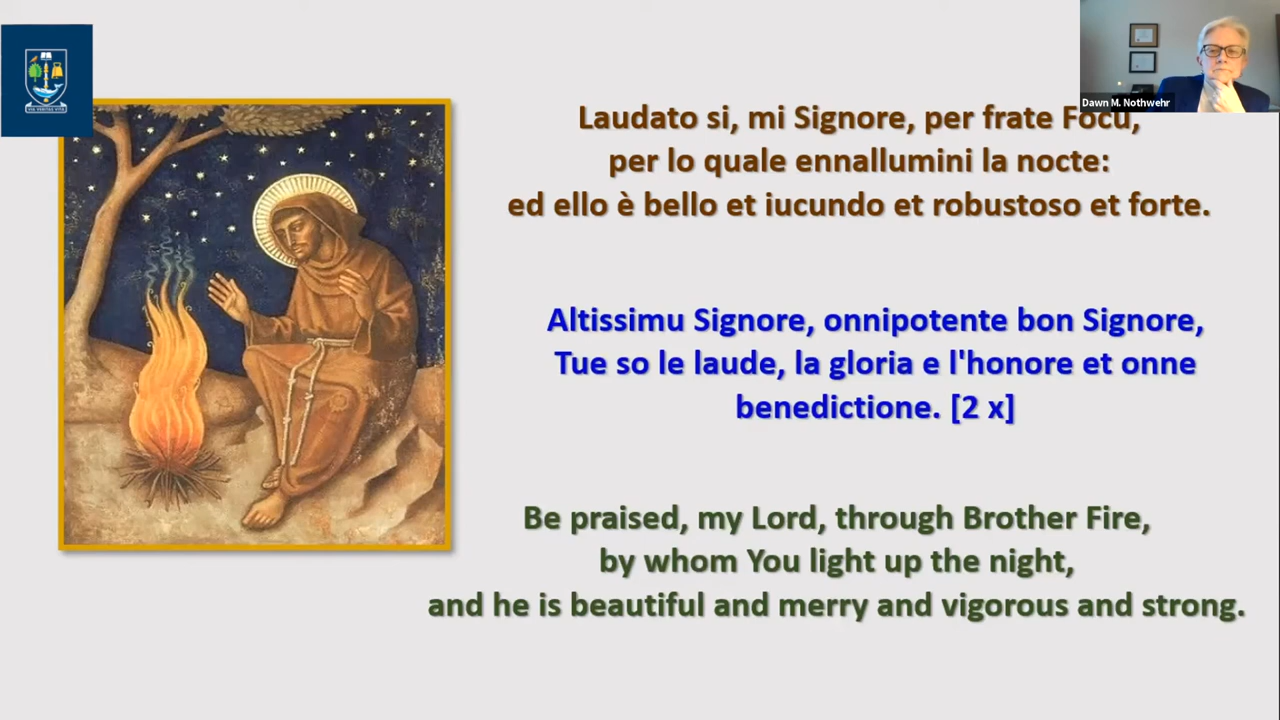 Dawn M. Nothwehr
Laudato si, mi Signore, per frate Focu,
per lo quale ennallumini la nocte:
ed ello è bello et iucundo et robustoso et forte.
Altissimu Signore, onnipotente bon Signore,
Tue so le laude, la gloria e l'honore et onne
benedictione. [2 x]
Be praised, my Lord, through Brother Fire,
by whom You light up the night,
and he is beautiful and merry and vigorous and strong.
VIA VERITAS VITA